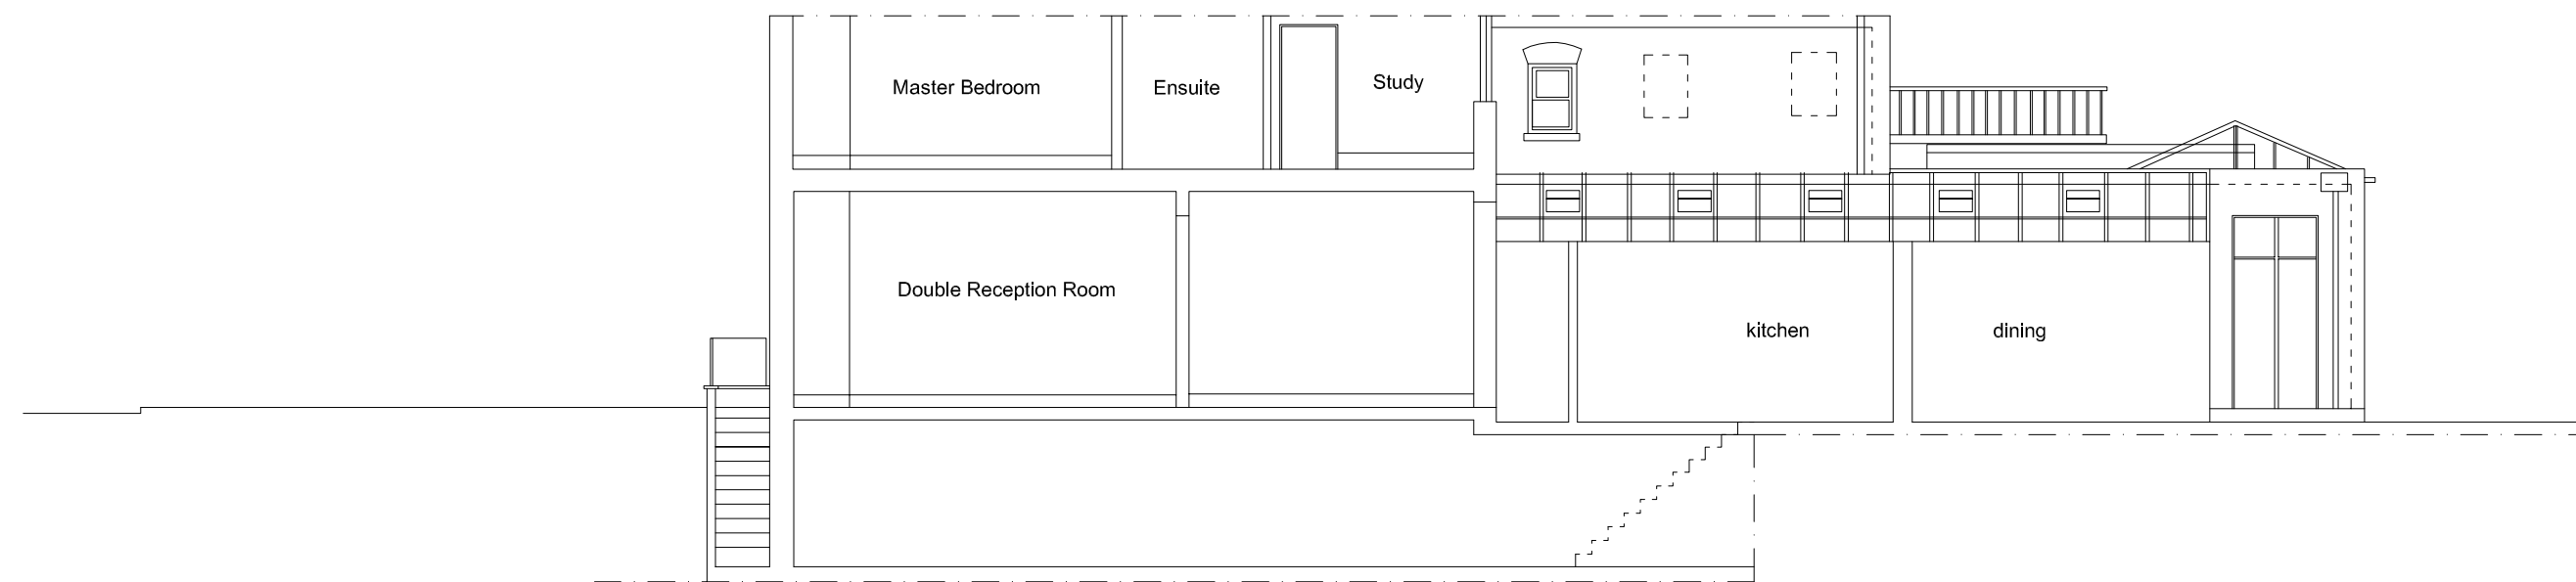 Master Bedroom
Ensuite
Study
Double Reception Room
kitchen
dining